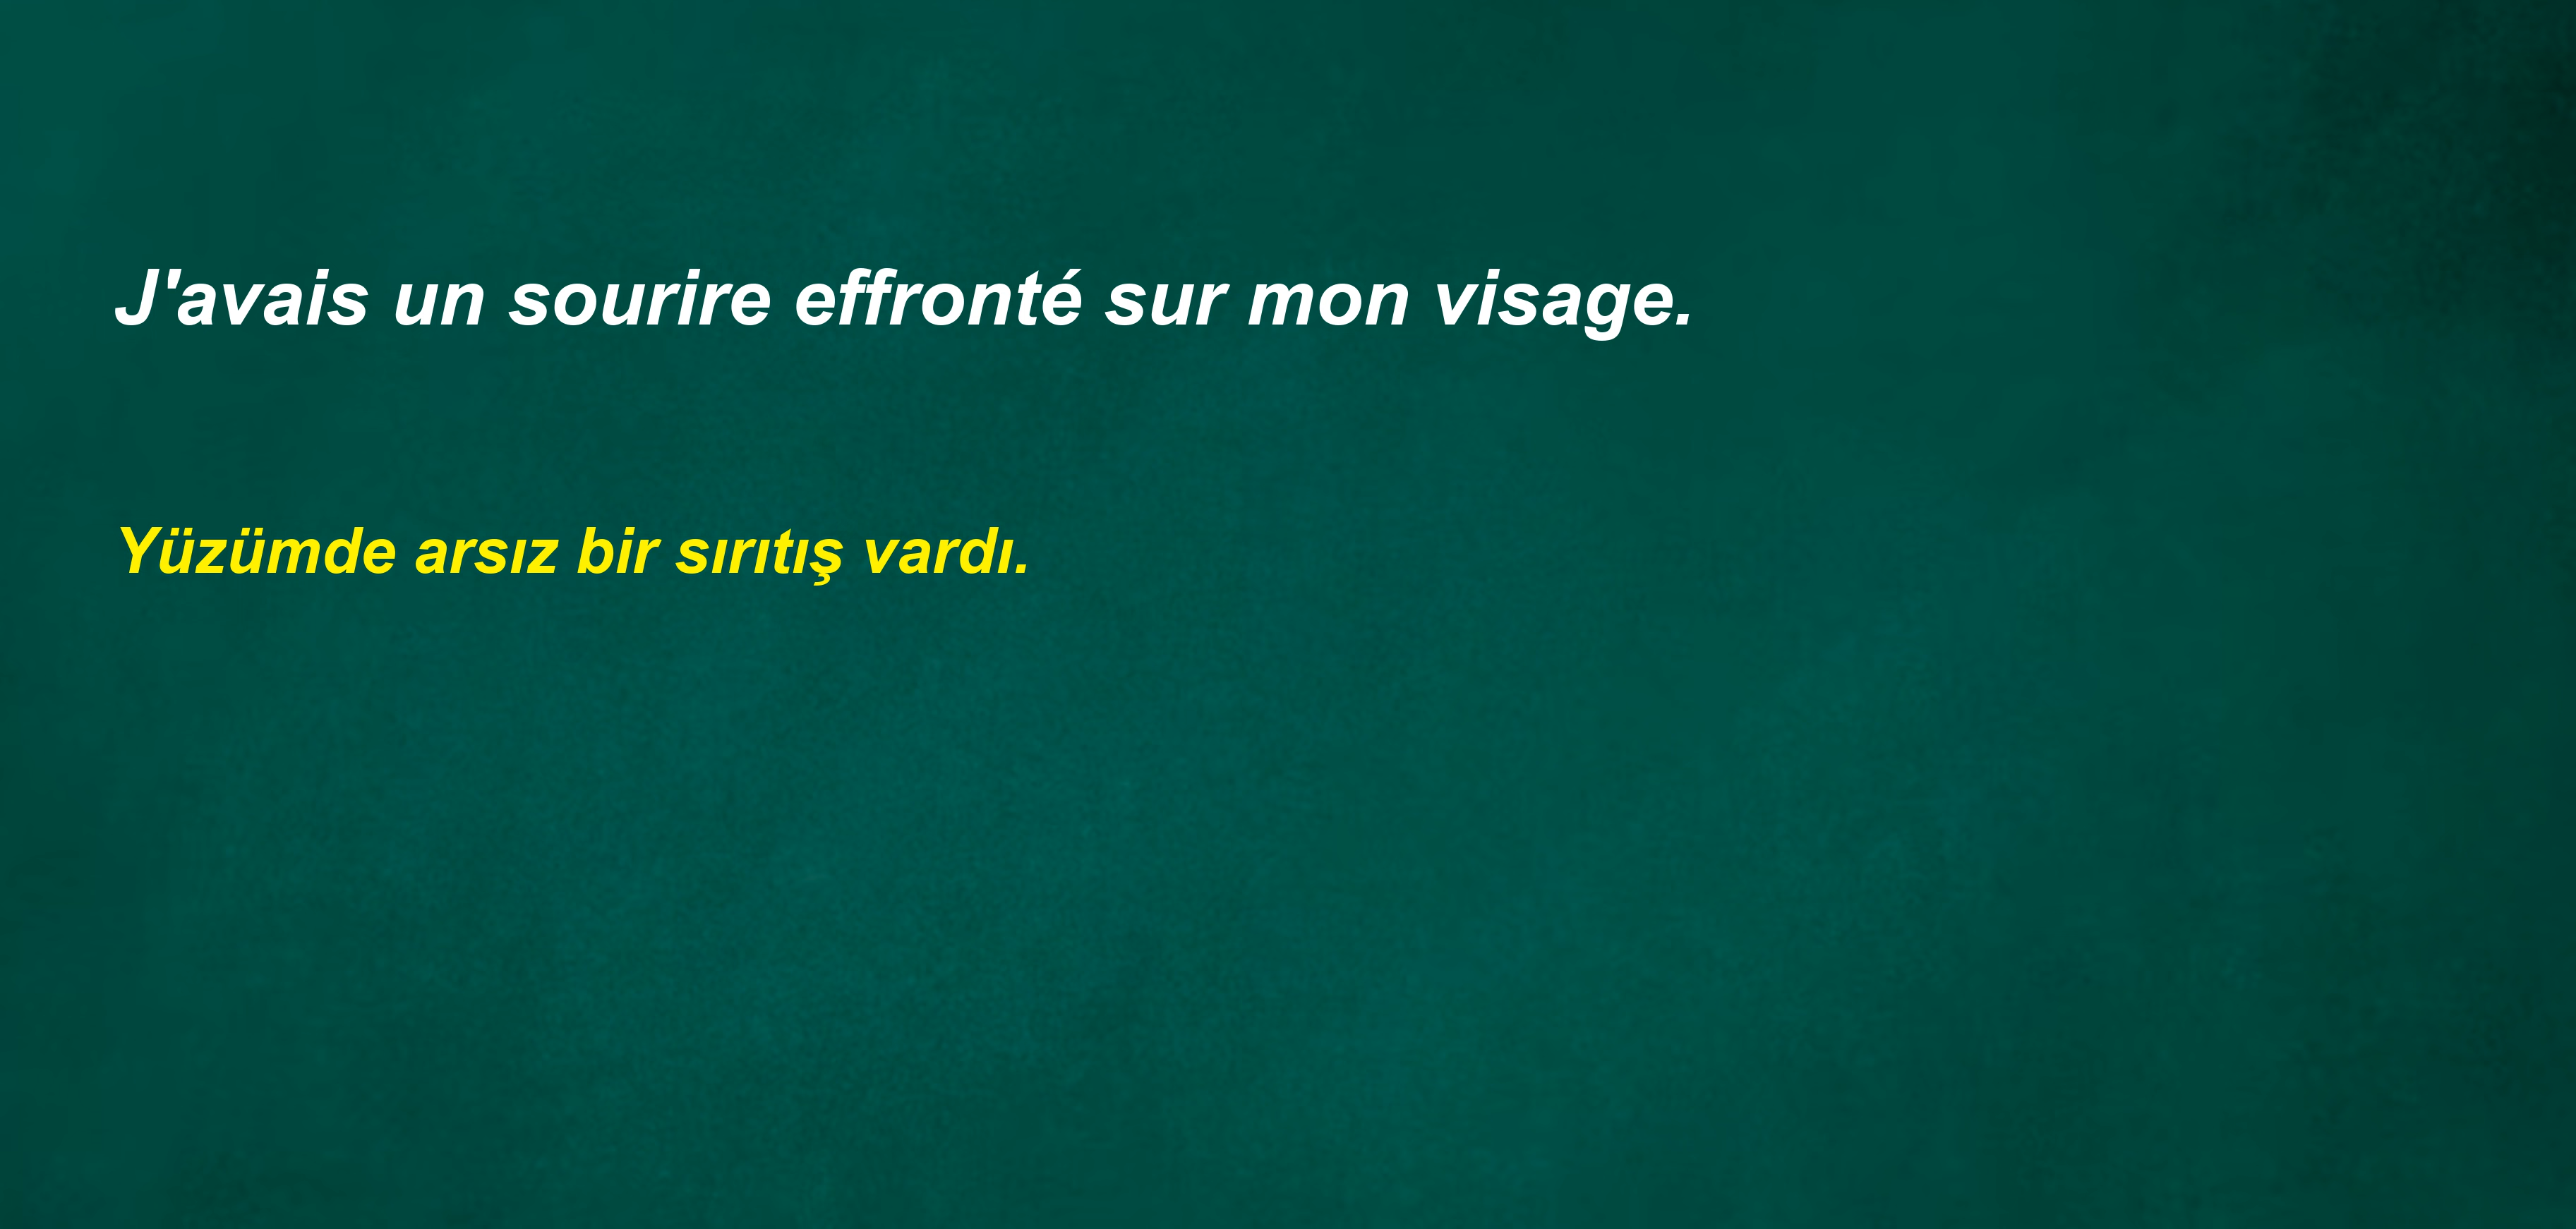 J'avais un sourire effronté sur mon visage.
Yüzümde arsız bir sırıtış vardı.